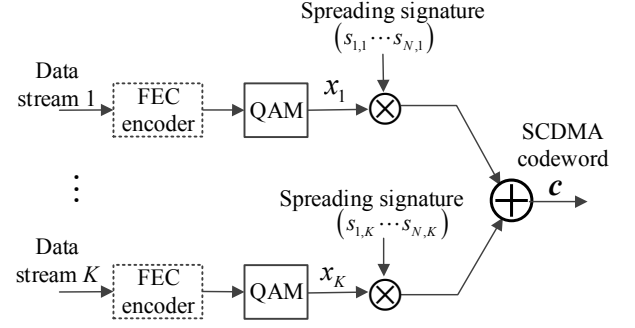 Spreading signature
(s1,1 ⋯ sN,1)
Data
stream 1
FEC
encoder
QAM
x1
SCDMA
codeword
c
Spreading signature
(s1,K ⋯ sN,K)
Data
stream K
FEC
encoder
QAM
xK